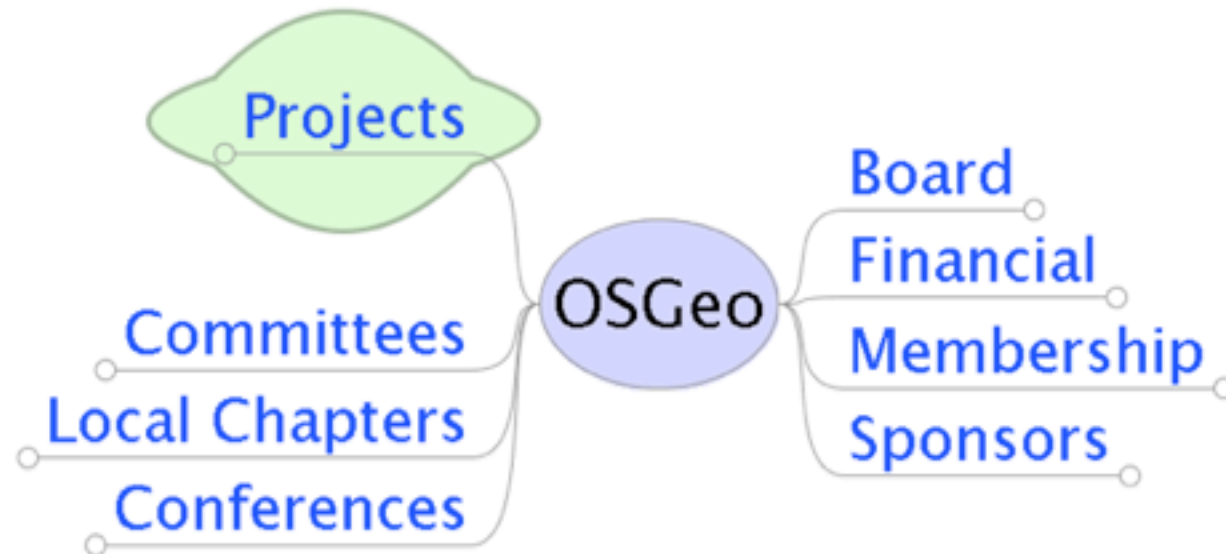 Projects
Committees
Local Chapters
Conferences
OSGeo
Board
Financial
Membership
Sponsors